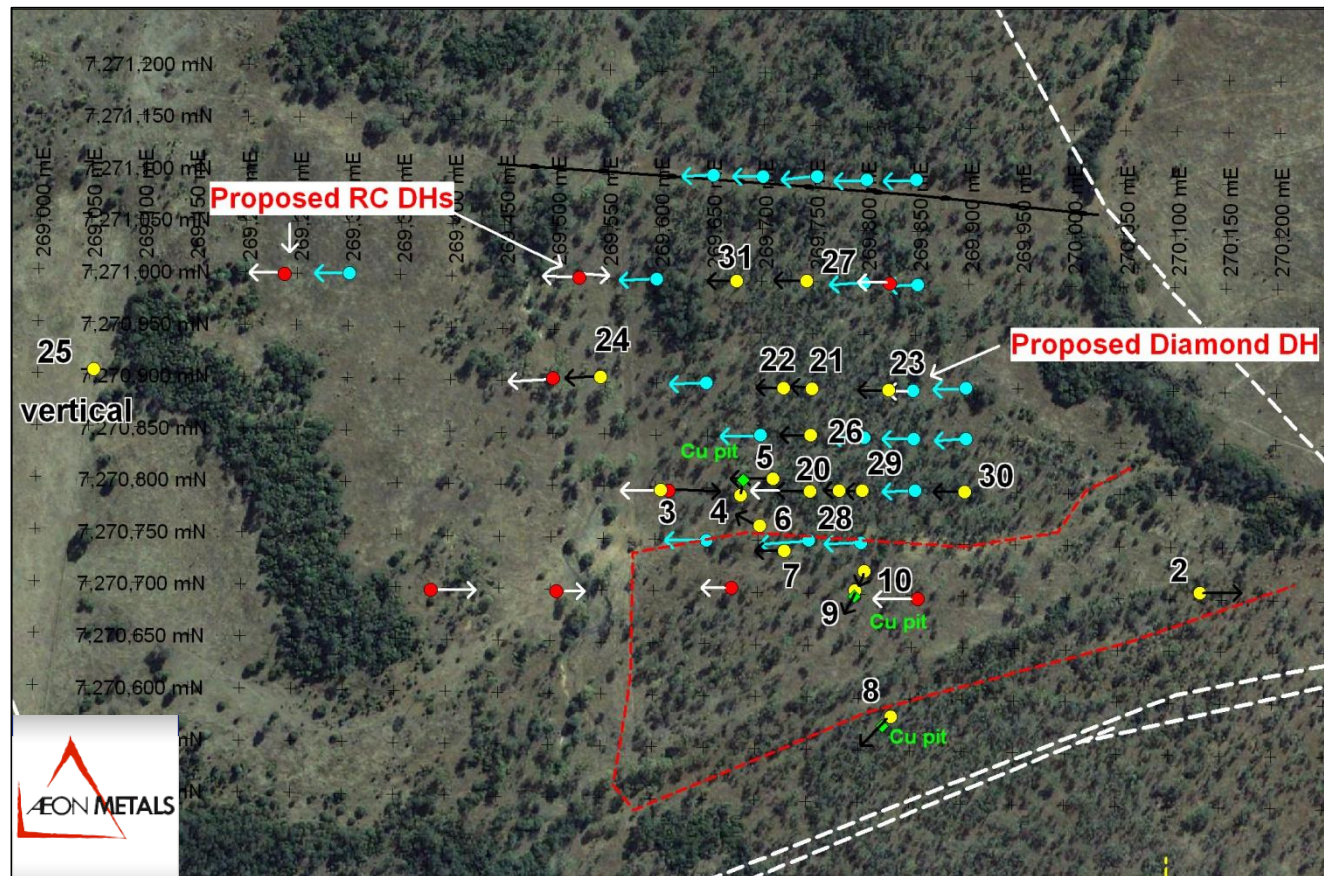 7,271,200 mN
7,271,150 mN
7,271,100 mN
7,271,050 mN
7,271,000 mN
7,270,950 mN
7,270,900 mN
7,270,850 mN
7,270,800 mN
7,270,750 mN
7,270,700 mN
7,270,650 mN
7,270,600 mN
269,000 mE
269,050 mE
269,450 mE
269,500 mE
269,550 mE
269,600 mE
269,650 mE
269,700 mE
269,750 mE
269,800 mE
269,850 mE
269,900 mE
269,950 mE
270,000 mE
270,050 mE
270,100 mE
270,150 mE
270,200 mE
Proposed RC DHs
31
27
Proposed Diamond DH
25
vertical
24
22
21
23
26
Cu pit
5
20
29
30
3
4
6
28
7
10
9
2
Cu pit
8
Cu pit
ÆON METALS